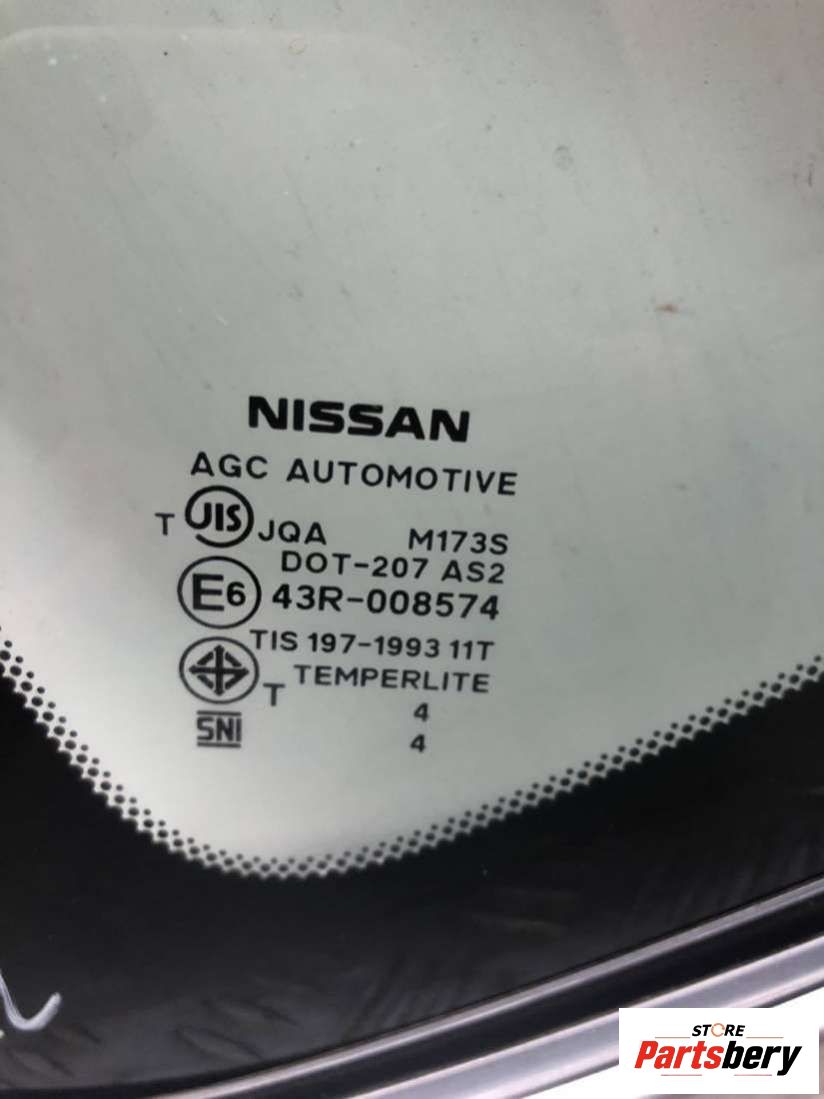 NISSAN
AGC AUTOMOTIVE
T JIS JQA M173S
DOT-207 AS2
E6 43R-008574
TIS 197-1993 11T
T TEMPERLITE
4
SNI
4
STORE
Partsbery